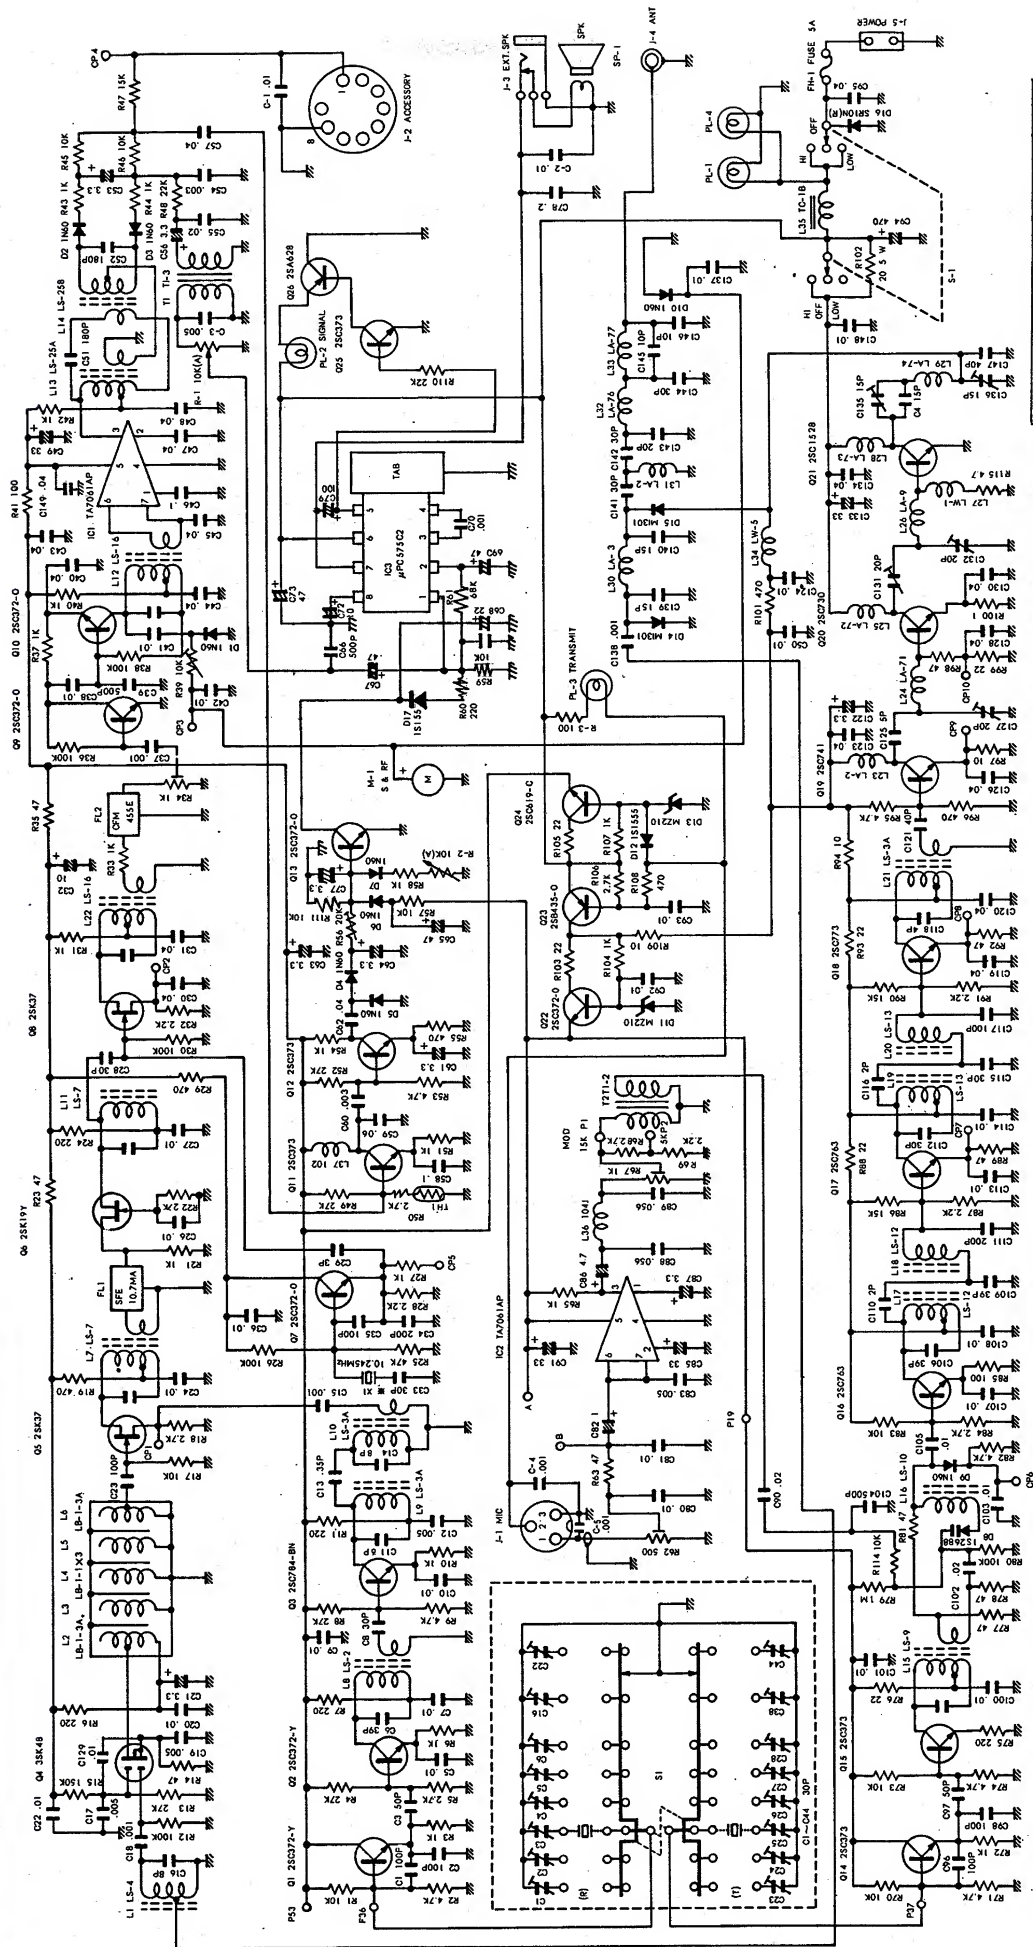 Q4 3SK48
Q5 2SK37
Q6 2SK19Y
Q8 2SK37
Q9 2SC372-O
Q10 2SC372-O
L1 LS-4
C16 8P
C18 .001
C22 .01
C17 .005
R15 150K
C129 .01
R12 100K
R13 27K
R14 47
C19 .005
R16 220
C20 .01
C21 3.3
L2
L3
L4
L5
L6
LB-1-3A
LB-1-1X3
LB-1-3A
C23 100P
R17 10K
CP1
R18 2.7K
R19 470
L7 LS-7
C24 .01
FL1
SFE 10.7MA
R21 1K
C26 .01
R22 2.7K
R23 47
R24 220
L11 LS-7
C27 .01
R29 470
C28 30P
R30 100K
R32 2.2K
C30 .04
CP2
R31 1K
L22 LS-16
C31 .04
C32 10
R33 1K
FL2
CFM 455E
R34 1K
R35 47
R36 100K
C37 .001
C38 .01
C39 500P
R37 1K
R38 100K
CP3
R39 10K
C42 .01
C41 .01
D1 1N60
R40 1K
C40 .04
C44 .04
L12 LS-16
C43 .04
R41 100
C45 .04
C46 .1
IC1 TA7061AP
C149 .04
C49 33
R42 1K
C47 .04
C48 .04
L13 LS-25A
C51 180P
L14 LS-25B
R-1 10K(A)
C-3 .005
T1 TI-3
C52 180P
D2 1N60
D3 1N60
C56 3.3
C55 .02
R43 1K
R44 1K
R48 22K
C53 3.3
C54 .003
R45 10K
R46 10K
C57 .04
R47 15K
CP4
C-1 .01
J-2 ACCESSORY
8
1
Q1 2SC372-Y
Q2 2SC372-Y
Q3 2SC784-BN
Q7 2SC372-O
Q11 2SC373
Q12 2SC373
Q13 2SC372-O
P53
P36
R1 10K
R2 4.7K
C1 100P
C2 100P
R3 1K
C3 50P
R4 27K
R5 2.7K
C5 .01
R6 1K
C6 39P
R7 220
C7 .01
L8 LS-2
C9 .01
C8 30P
R8 27K
R9 4.7K
C10 .01
R10 1K
R11 220
C11 5P
C12 .005
L9 LS-3A
C13 .35P
C14 8P
L10 LS-3A
C15 .001
C36 .01
R26 100K
X1 10.245MHz
C33 30P
R25 47K
C34 200P
C35 100P
R28 2.2K
R27 1K
CP5
C29 3P
R49 27K
R50 2.7K
TH1
L37 102
C58 .1
R51 1K
C59 .06
C60 .003
R52 27K
R53 4.7K
R54 1K
C61 3.3
R55 470
C62 .04
D5 1N60
D4 1N60
C63 3.3
C64 3.3
R56 20K
R111 10K
C77 3.3
D6 1N60
D7 1N60
R57 10K
C65 47
R58 1K
R-2 10K(A)
M-1 S & RF
M
D17 1S1555
R60 220
R59 10K
C67 .47
C66 500P
C72 10
C68 22
R61 68K
C69 47
C70 .001
C73 47
C79 100
IC3 μPC575C2
TAB
PL-2 SIGNAL
Q25 2SC373
Q26 2SA628
R110 22K
J-3 EXT.SPK
SPK
SP-1
C-2 .01
C78 .2
J-4 ANT
IC2 TA7061AP
A
B
C91 33
R65 1K
C86 4.7
C87 3.3
C85 33
C83 .005
C82 1
C81 .01
R63 47
C80 .01
R62 500
J-1 MIC
C-4 .001
C-5 .001
L36 104J
C88 .056
C89 .056
MOD
R67 1K
15K P1
R68 2.7K
5KP2
R69 2.2K
T2TI-2
C90 .02
P19
Q22 2SC372-O
Q23 2SB435-O
Q24 2SC619-C
R103 22
R104 1K
C92 .01
D11 MZ210
R109 10
C93 .01
R106 2.7K
R108 470
R105 22
R107 1K
D12 1S1555
D13 MZ210
R-3 100
PL-3 TRANSMIT
C138 .001
D14 MI301
C139 15P
L30 LA-3
C140 15P
D15 MI301
C141 30P
L31 LA-2
C142 30P
C143 20P
L32 LA-76
C144 30P
C145 10P
L33 LA-77
C146 10P
D10 1N60
C137 .01
R101 470
C50 .01
L34 LW-5
C124 .01
PL-1
PL-4
L35 TC-1B
C94 470
R102 20 5W
C148 .01
HI
OFF
LOW
HI
OFF
LOW
S-1
D16 SR1ON(R)
C95 .04
FH-1 FUSE 5A
J-5 POWER
S1
(R)
(T)
C1
C2
C3
C4
C5
C6
C16
C22
C23
C24
C25
C26
C27
C28
C38
C44
C1~C44 30P
Q14 2SC373
Q15 2SC373
Q16 2SC763
Q17 2SC763
Q18 2SC773
Q19 2SC741
Q20 2SC730
Q21 2SC1528
P37
R70 10K
R71 4.7K
C96 100P
R72 1K
C98 100P
C97 50P
R73 10K
R74 4.7K
R75 220
R76 22
C100 .01
C101 .01
L15 LS-9
R77 47
R78 47
C102 .02
R79 1M
R114 10K
R80 100K
D8 1S2688
C104 500P
R81 47
L16 LS-10
D9 1N60
C103 .01
CP6
R82 4.7K
C105 .01
R83 10K
R84 2.7K
C107 .01
R85 100
C106 39P
C108 .01
L17 LS-12
C109 39P
C110 2P
L18 LS-12
C111 200P
R86 15K
R87 2.2K
R88 22
C113 .01
R89 47
CP7
C112 30P
C114 .01
L19 LS-13
C115 30P
C116 2P
L20 LS-13
C117 100P
R90 15K
R91 2.2K
R93 22
C119 .04
R92 47
CP8
C118 4P
C120 .04
L21 LS-3A
C121 40P
R94 10
R95 4.7K
R96 470
C126 .04
R97 10
CP9
L23 LA-2
C123 .04
C122 3.3
C125 5P
C127 20P
L24 LA-71
R98 47
CP10
R99 22
C128 .04
R100 1
C130 .04
L25 LA-72
C131 20P
C132 20P
L26 LA-9
L27 LW-1
R115 4.7
C133 33
C134 .04
L28 LA-73
C135 15P
C4 15P
L29 LA-74
C136 15P
C147 40P